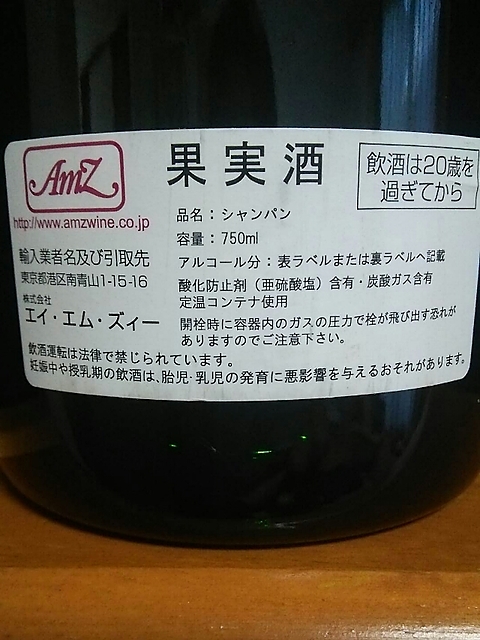 AmZ
果実酒
飲酒は20歳を
過ぎてから
http://www.amzwine.co.jp
品名：シャンパン
容量：750ml
輸入業者名及び引取先
アルコール分：表ラベルまたは裏ラベルへ記載
東京都港区南青山1-15-16
酸化防止剤（亜硫酸塩）含有・炭酸ガス含有
定温コンテナ使用
株式会社
エイ・エム・ズィー
開栓時に容器内のガスの圧力で栓が飛び出す恐れが
ありますのでご注意下さい。
飲酒運転は法律で禁じられています。
妊娠中や授乳期の飲酒は、胎児・乳児の発育に悪影響を与えるおそれがあります。